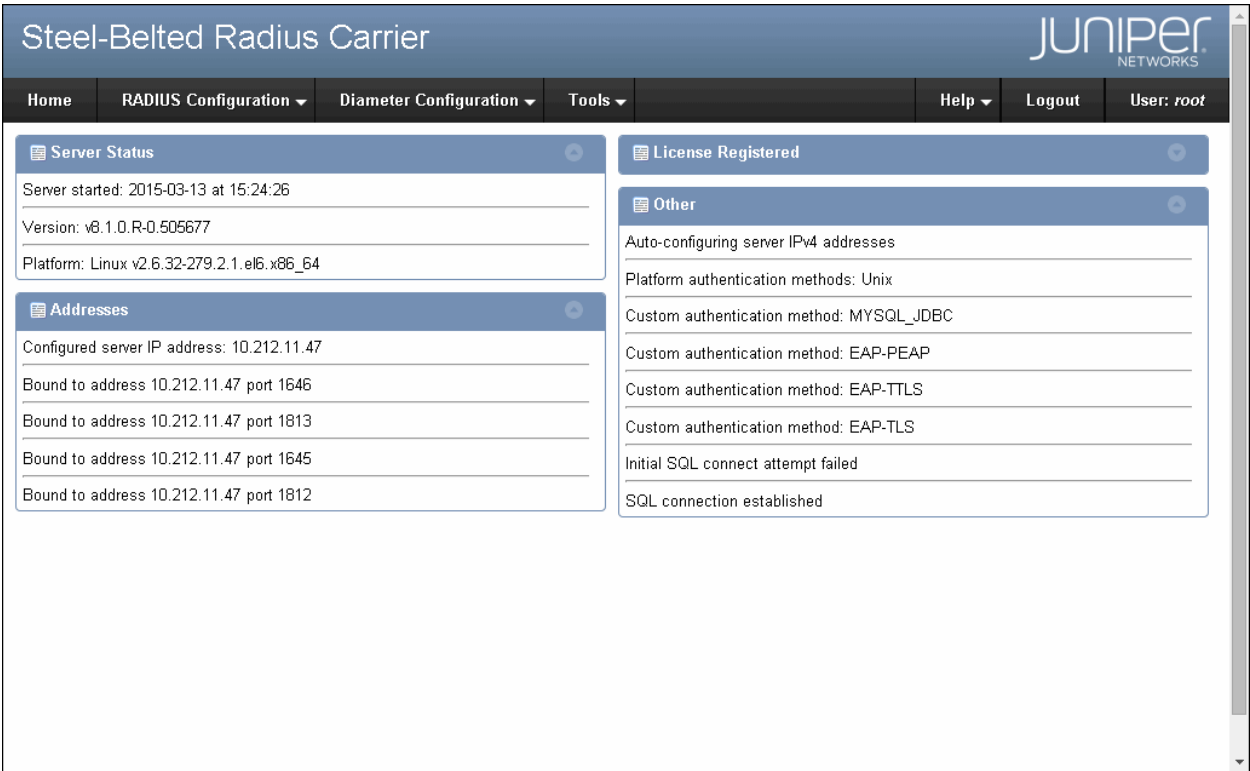 Steel-Belted Radius Carrier
JUNIPEr
NETWORKS
Home RADIUS Configuration Diameter Configuration Tools Help Logout User: root
Server Status
Server started: 2015-03-13 at 15:24:26
Version: v8.1.0.R-0.505677
Platform: Linux v2.6.32-279.2.1.el6.x86_64
Addresses
Configured server IP address: 10.212.11.47
Bound to address 10.212.11.47 port 1646
Bound to address 10.212.11.47 port 1813
Bound to address 10.212.11.47 port 1645
Bound to address 10.212.11.47 port 1812
License Registered
Other
Auto-configuring server IPv4 addresses
Platform authentication methods: Unix
Custom authentication method: MYSQL_JDBC
Custom authentication method: EAP-PEAP
Custom authentication method: EAP-TTLS
Custom authentication method: EAP-TLS
Initial SQL connect attempt failed
SQL connection established